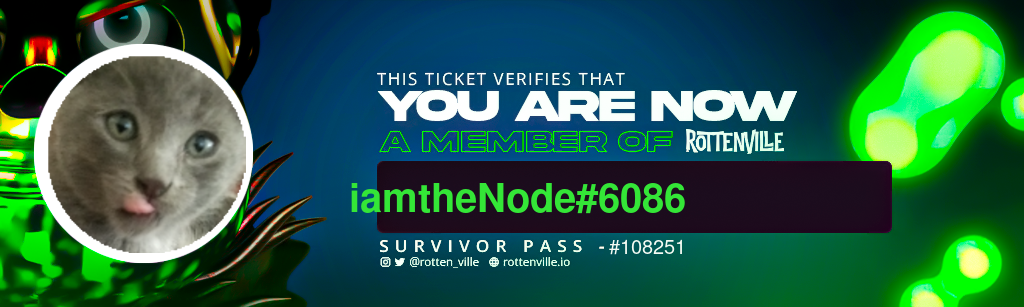 THIS TICKET VERIFIES THAT
YOU ARE NOW
A MEMBER OF ROTTENVILLE
iamtheNode#6086
SURVIVOR PASS - #108251
@rotten_ville rottenville.io